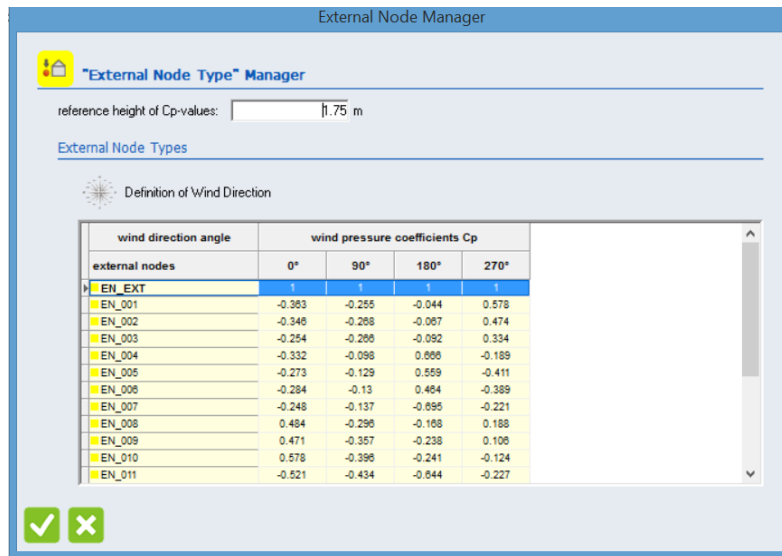 External Node Manager
"External Node Type" Manager
reference height of Cp-values: 1.75 m
External Node Types
Definition of Wind Direction
wind direction angle wind pressure coefficients Cp
external nodes 0° 90° 180° 270°
EN_EXT 1 1 1 1
EN_001 -0.363 -0.255 -0.044 0.578
EN_002 -0.346 -0.268 -0.067 0.474
EN_003 -0.254 -0.266 -0.092 0.334
EN_004 -0.332 -0.098 0.666 -0.189
EN_005 -0.273 -0.129 0.559 -0.411
EN_006 -0.284 -0.13 0.464 -0.389
EN_007 -0.248 -0.137 -0.695 -0.221
EN_008 0.484 -0.296 -0.168 0.188
EN_009 0.471 -0.357 -0.238 0.106
EN_010 0.578 -0.396 -0.241 -0.124
EN_011 -0.521 -0.434 -0.644 -0.227